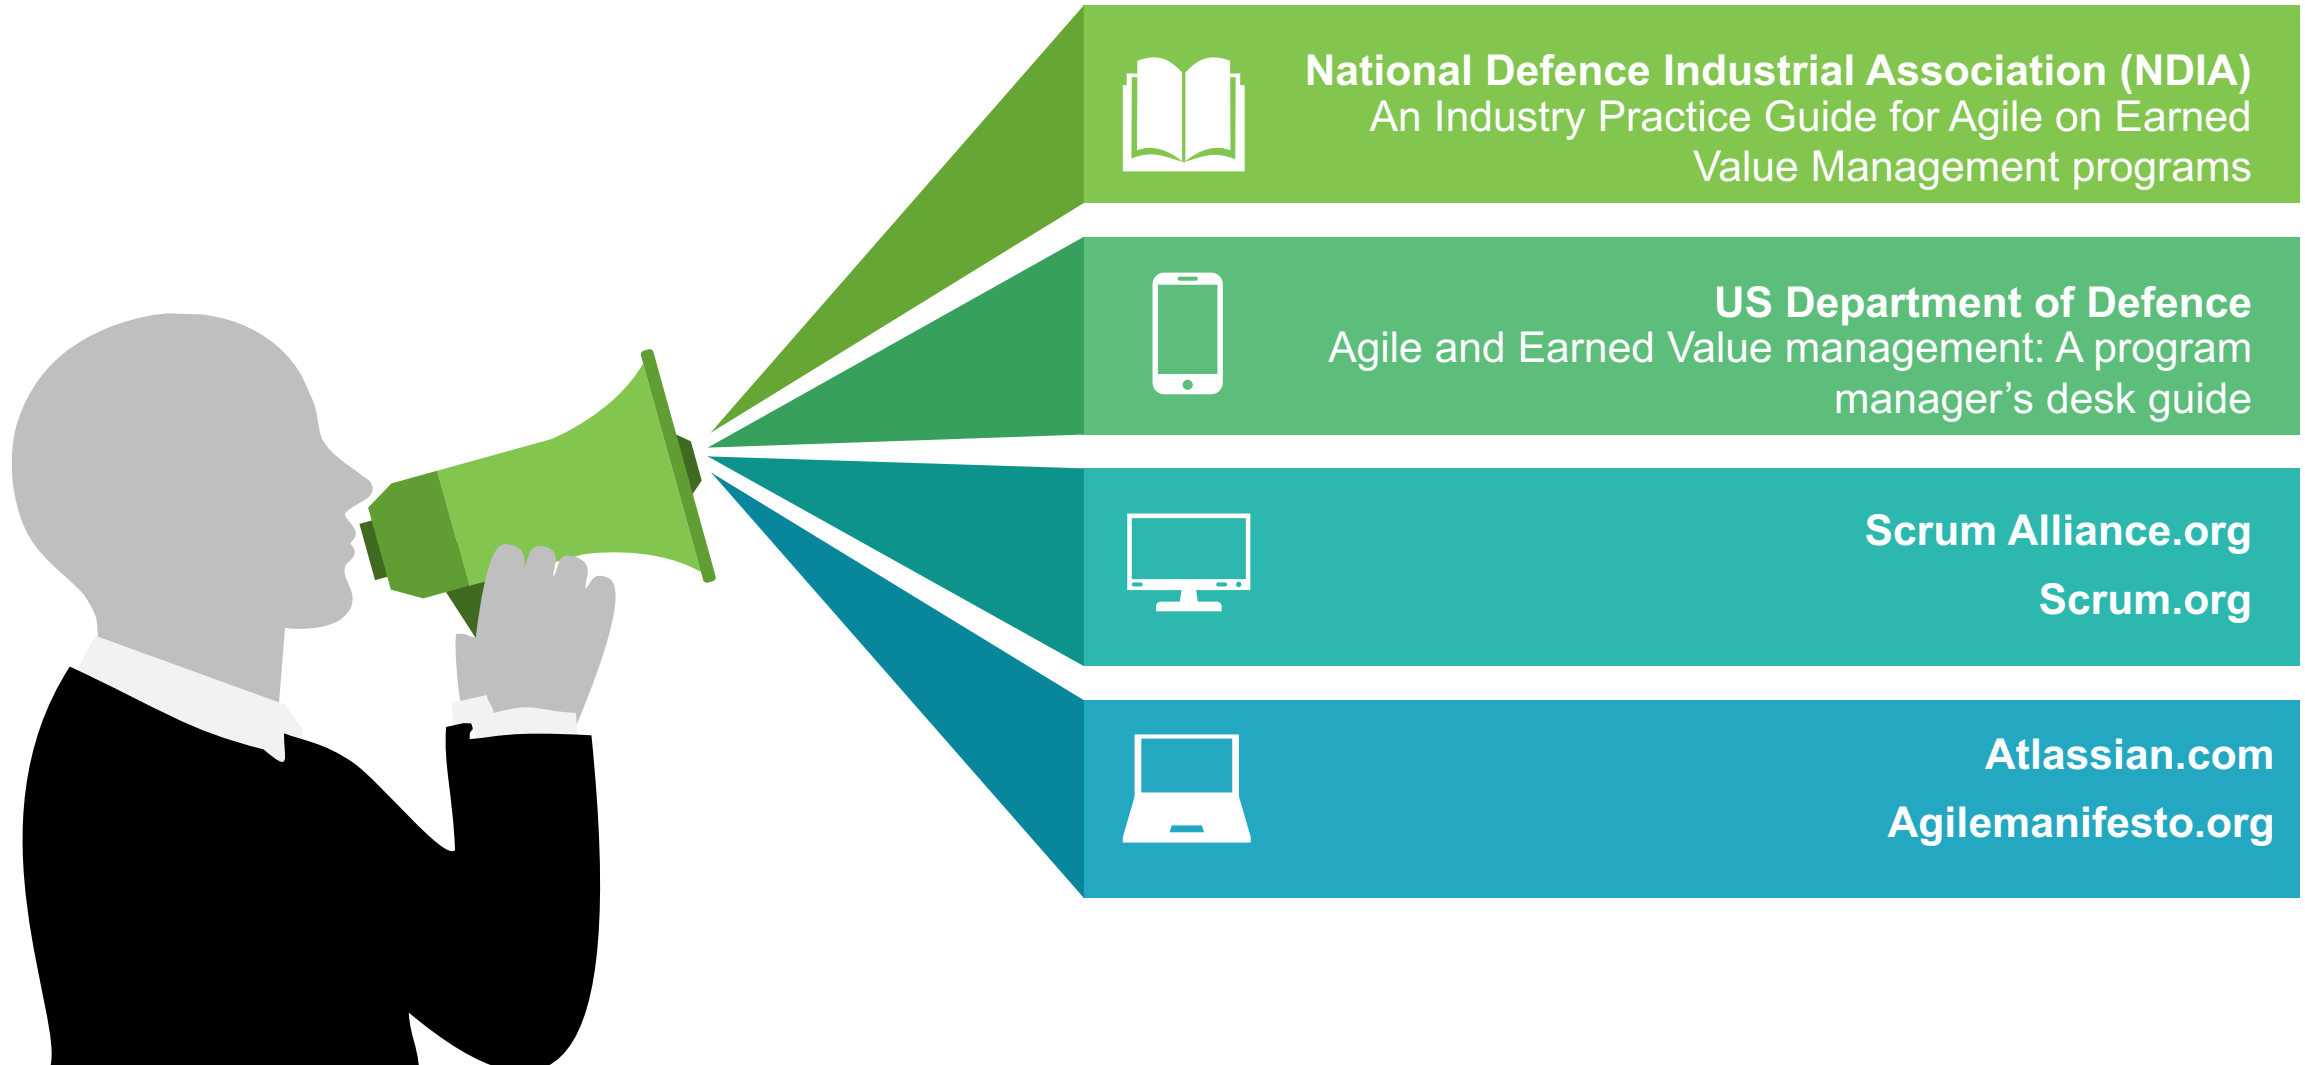 National Defence Industrial Association (NDIA)
An Industry Practice Guide for Agile on Earned
Value Management programs
US Department of Defence
Agile and Earned Value management: A program
manager’s desk guide
Scrum Alliance.org
Scrum.org
Atlassian.com
Agilemanifesto.org